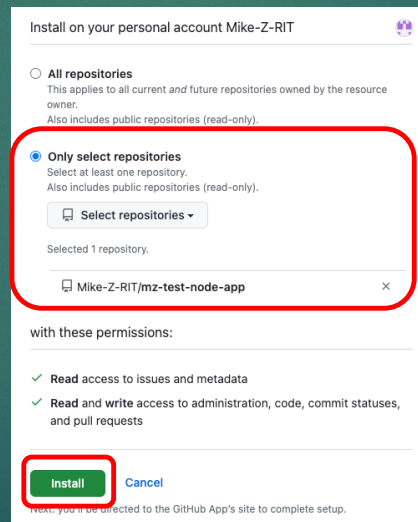 Install on your personal account Mike-Z-RIT
All repositories
This applies to all current and future repositories owned by the resource
owner.
Also includes public repositories (read-only).
Only select repositories
Select at least one repository.
Also includes public repositories (read-only).
Select repositories
Selected 1 repository.
Mike-Z-RIT/mz-test-node-app
with these permissions:
Read access to issues and metadata
Read and write access to administration, code, commit statuses,
and pull requests
Install Cancel
Next: you'll be directed to the GitHub App's site to complete setup.